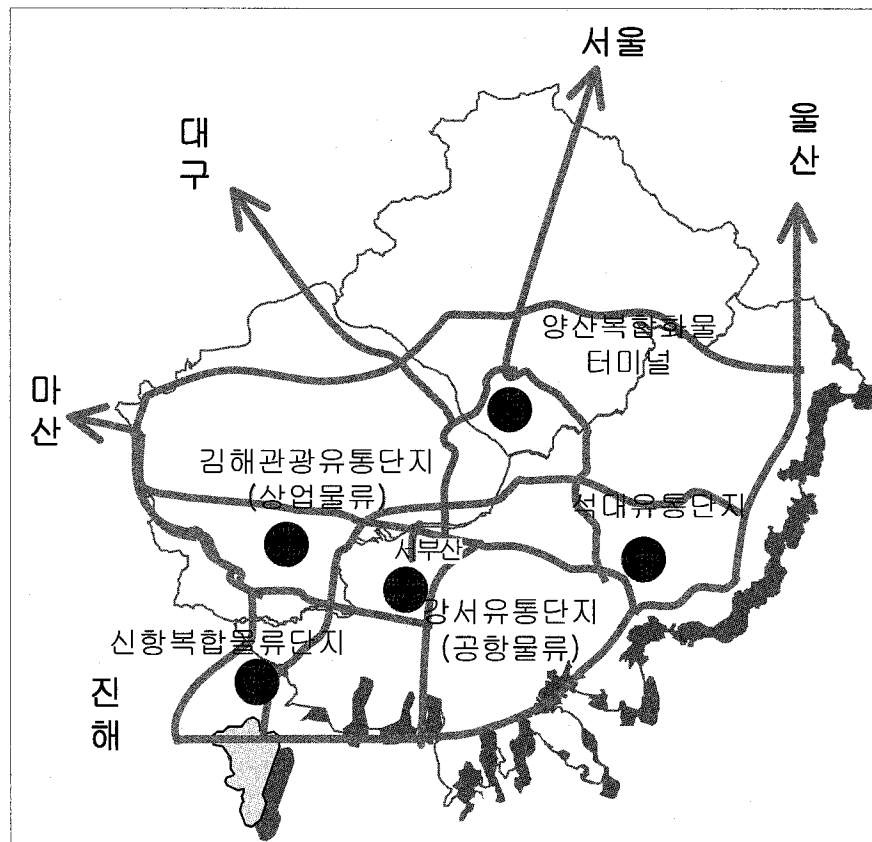 서울
대구
울산
양산복합화물
터미널
마산
김해관광유통단지
(상업물류)
석대유통단지
서부산
강서유통단지
(공항물류)
신항복합물류단지
진해